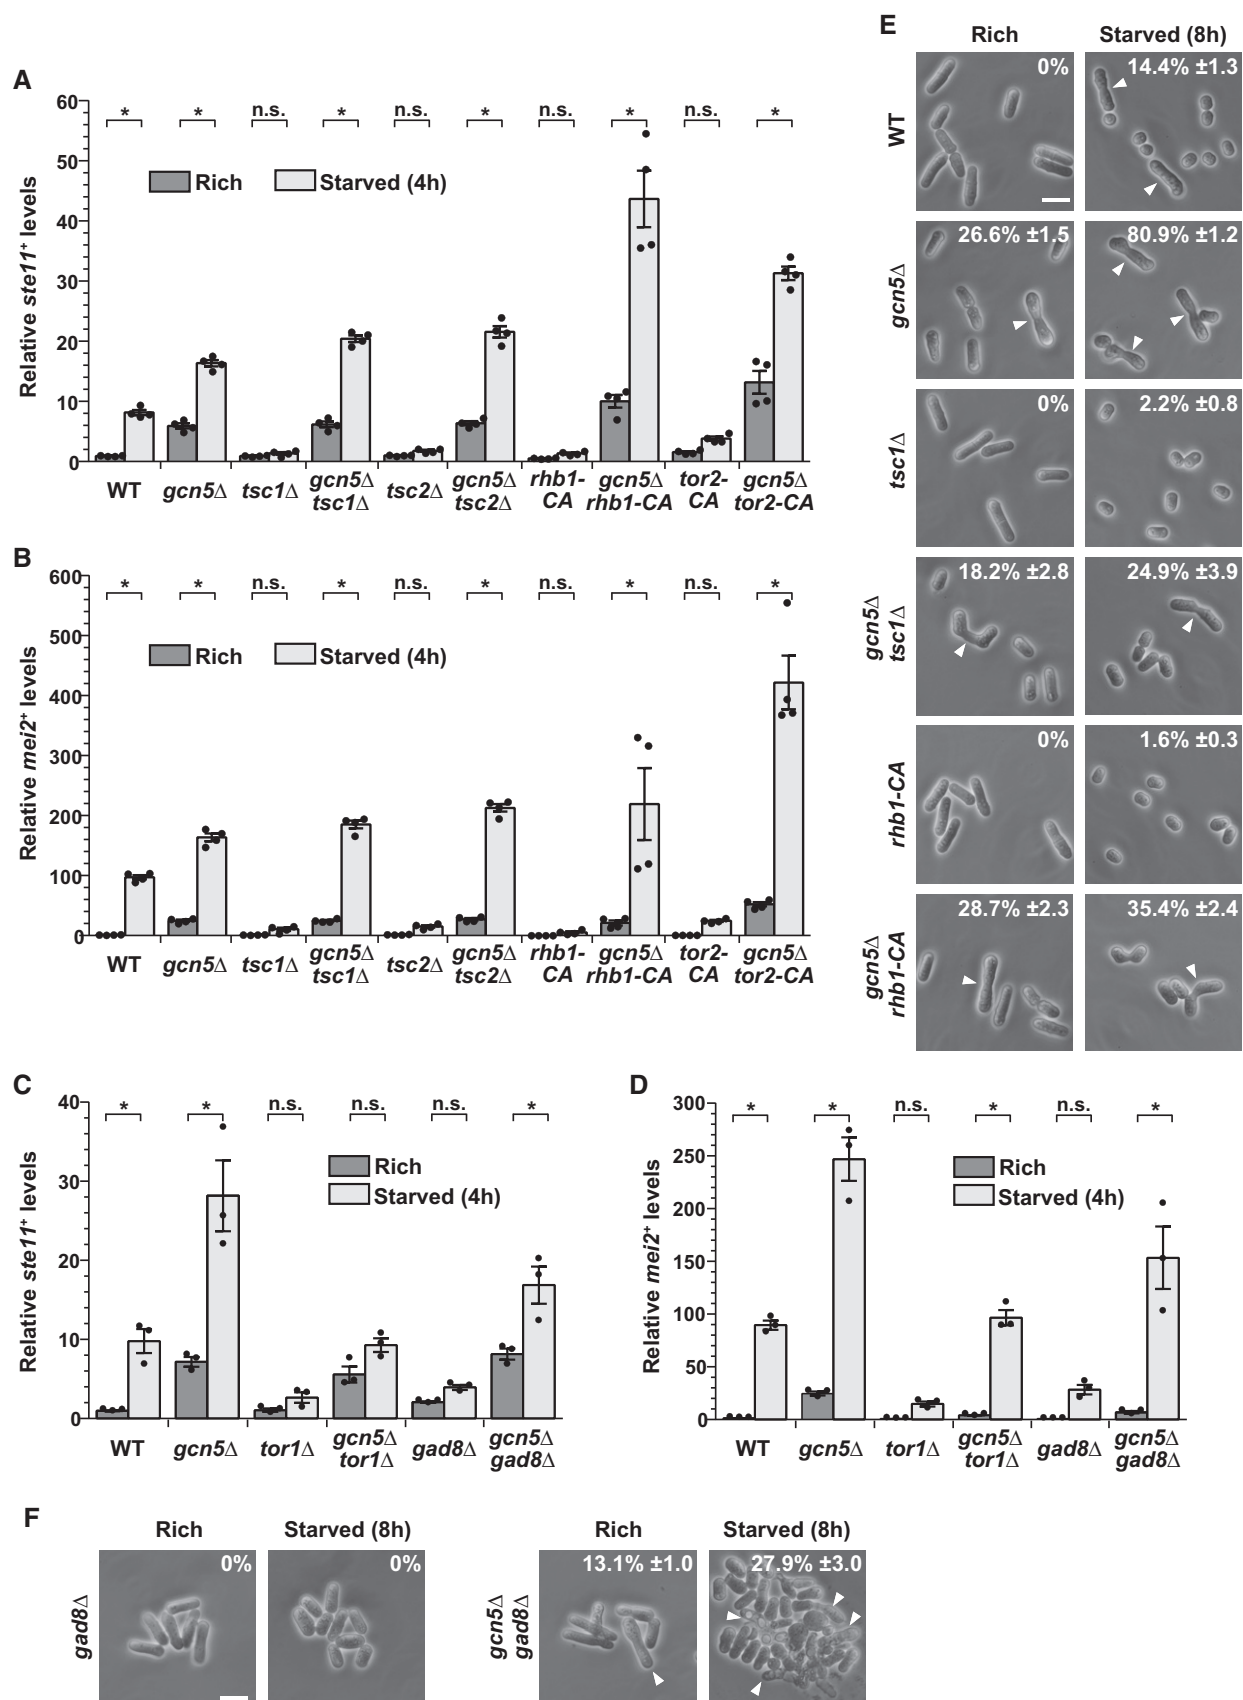 A
60
50
40
30
20
10
0
Relative ste11⁺ levels
* * n.s. * n.s. * n.s. * n.s. *
Rich Starved (4h)
WT gcn5Δ tsc1Δ gcn5Δ tsc2Δ gcn5Δ rhb1- gcn5Δ tor2- gcn5Δ
tsc1Δ tsc2Δ CA rhb1-CA CA tor2-CA
B
600
500
400
300
200
100
0
Relative mei2⁺ levels
* * n.s. * n.s. * n.s. * n.s. *
Rich Starved (4h)
WT gcn5Δ tsc1Δ gcn5Δ tsc2Δ gcn5Δ rhb1- gcn5Δ tor2- gcn5Δ
tsc1Δ tsc2Δ CA rhb1-CA CA tor2-CA
E
Rich Starved (8h)
WT
0% 14.4% ±1.3
gcn5Δ
26.6% ±1.5 80.9% ±1.2
tsc1Δ
0% 2.2% ±0.8
gcn5Δ
tsc1Δ
18.2% ±2.8 24.9% ±3.9
rhb1-CA
0% 1.6% ±0.3
gcn5Δ
rhb1-CA
28.7% ±2.3 35.4% ±2.4
C
40
30
20
10
0
Relative ste11⁺ levels
* * n.s. n.s. n.s. *
Rich
Starved (4h)
WT gcn5Δ tor1Δ gcn5Δ gad8Δ gcn5Δ
tor1Δ gad8Δ
D
300
250
200
150
100
50
0
Relative mei2⁺ levels
* * n.s. * n.s. *
Rich
Starved (4h)
WT gcn5Δ tor1Δ gcn5Δ gad8Δ gcn5Δ
tor1Δ gad8Δ
F
Rich Starved (8h) Rich Starved (8h)
gad8Δ
0% 0%
gcn5Δ
gad8Δ
13.1% ±1.0 27.9% ±3.0